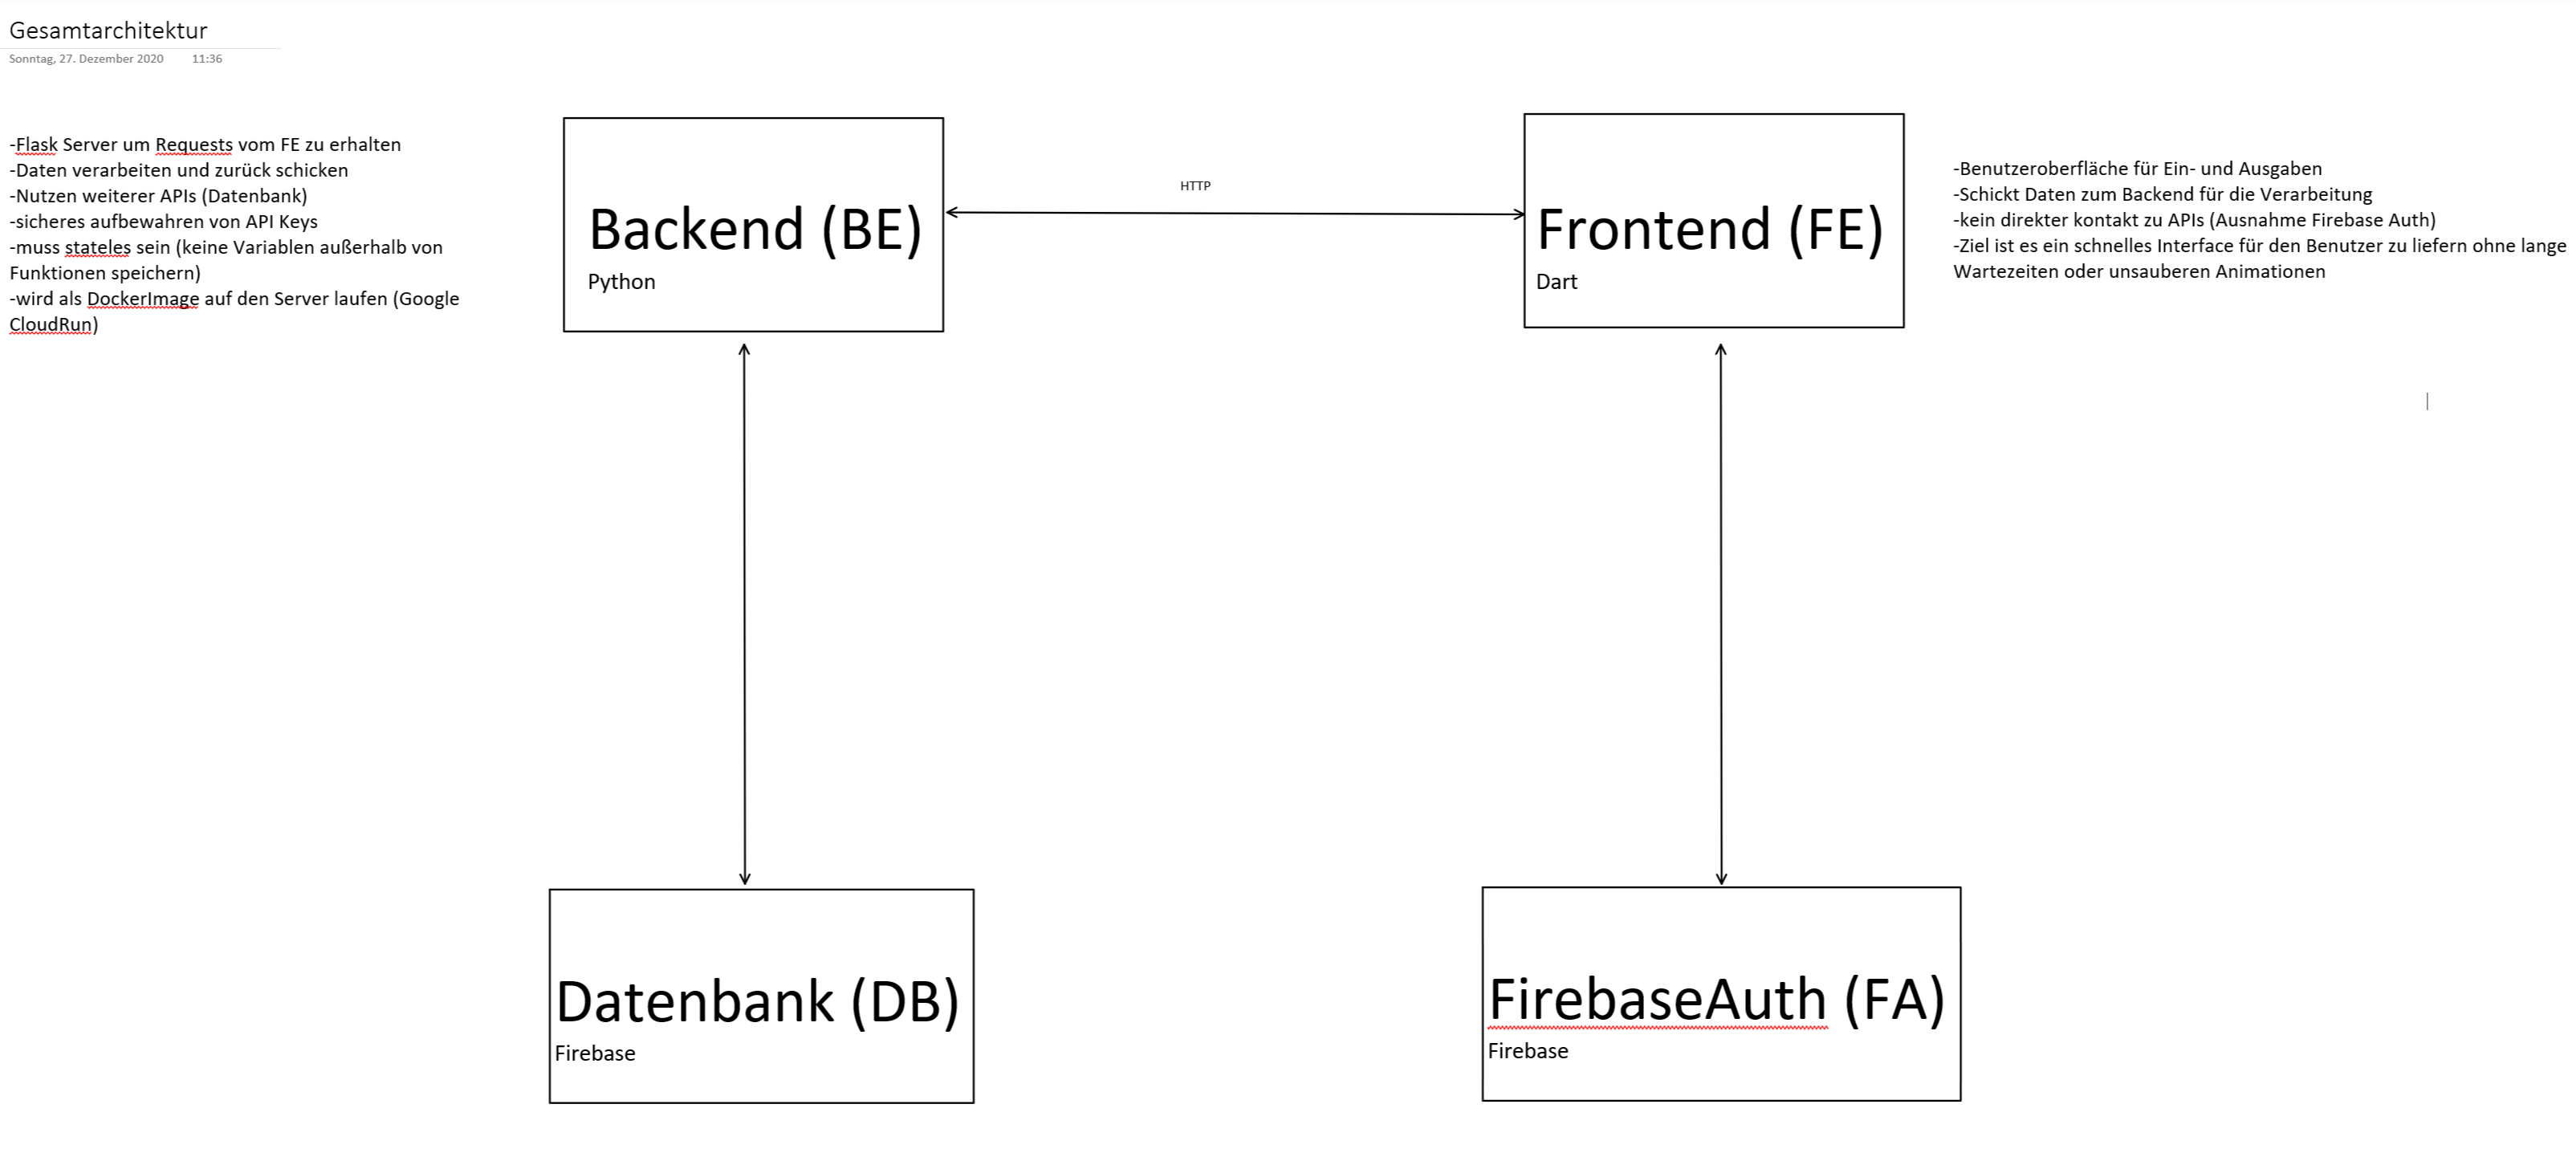 Gesamtarchitektur
Sonntag, 27. Dezember 2020 11:36
-Flask Server um Requests vom FE zu erhalten
-Daten verarbeiten und zurück schicken
-Nutzen weiterer APIs (Datenbank)
-sicheres aufbewahren von API Keys
-muss stateles sein (keine Variablen außerhalb von
Funktionen speichern)
-wird als DockerImage auf den Server laufen (Google
CloudRun)
Backend (BE)
Python
HTTP
Frontend (FE)
Dart
-Benutzeroberfläche für Ein- und Ausgaben
-Schickt Daten zum Backend für die Verarbeitung
-kein direkter kontakt zu APIs (Ausnahme Firebase Auth)
-Ziel ist es ein schnelles Interface für den Benutzer zu liefern ohne lange
Wartezeiten oder unsauberen Animationen
Datenbank (DB)
Firebase
FirebaseAuth (FA)
Firebase